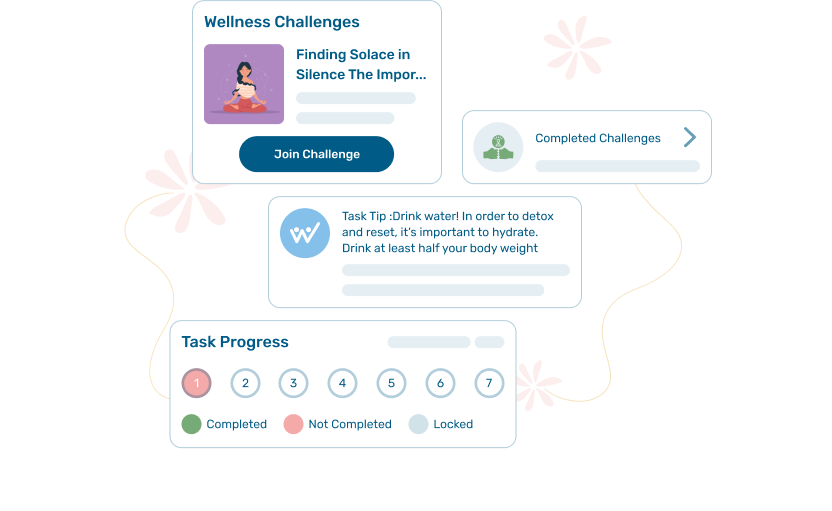 Wellness Challenges
Finding Solace in
Silence The Impor...
Join Challenge
Completed Challenges
Task Tip :Drink water! In order to detox
and reset, it's important to hydrate.
Drink at least half your body weight
Task Progress
1 2 3 4 5 6 7
Completed Not Completed Locked